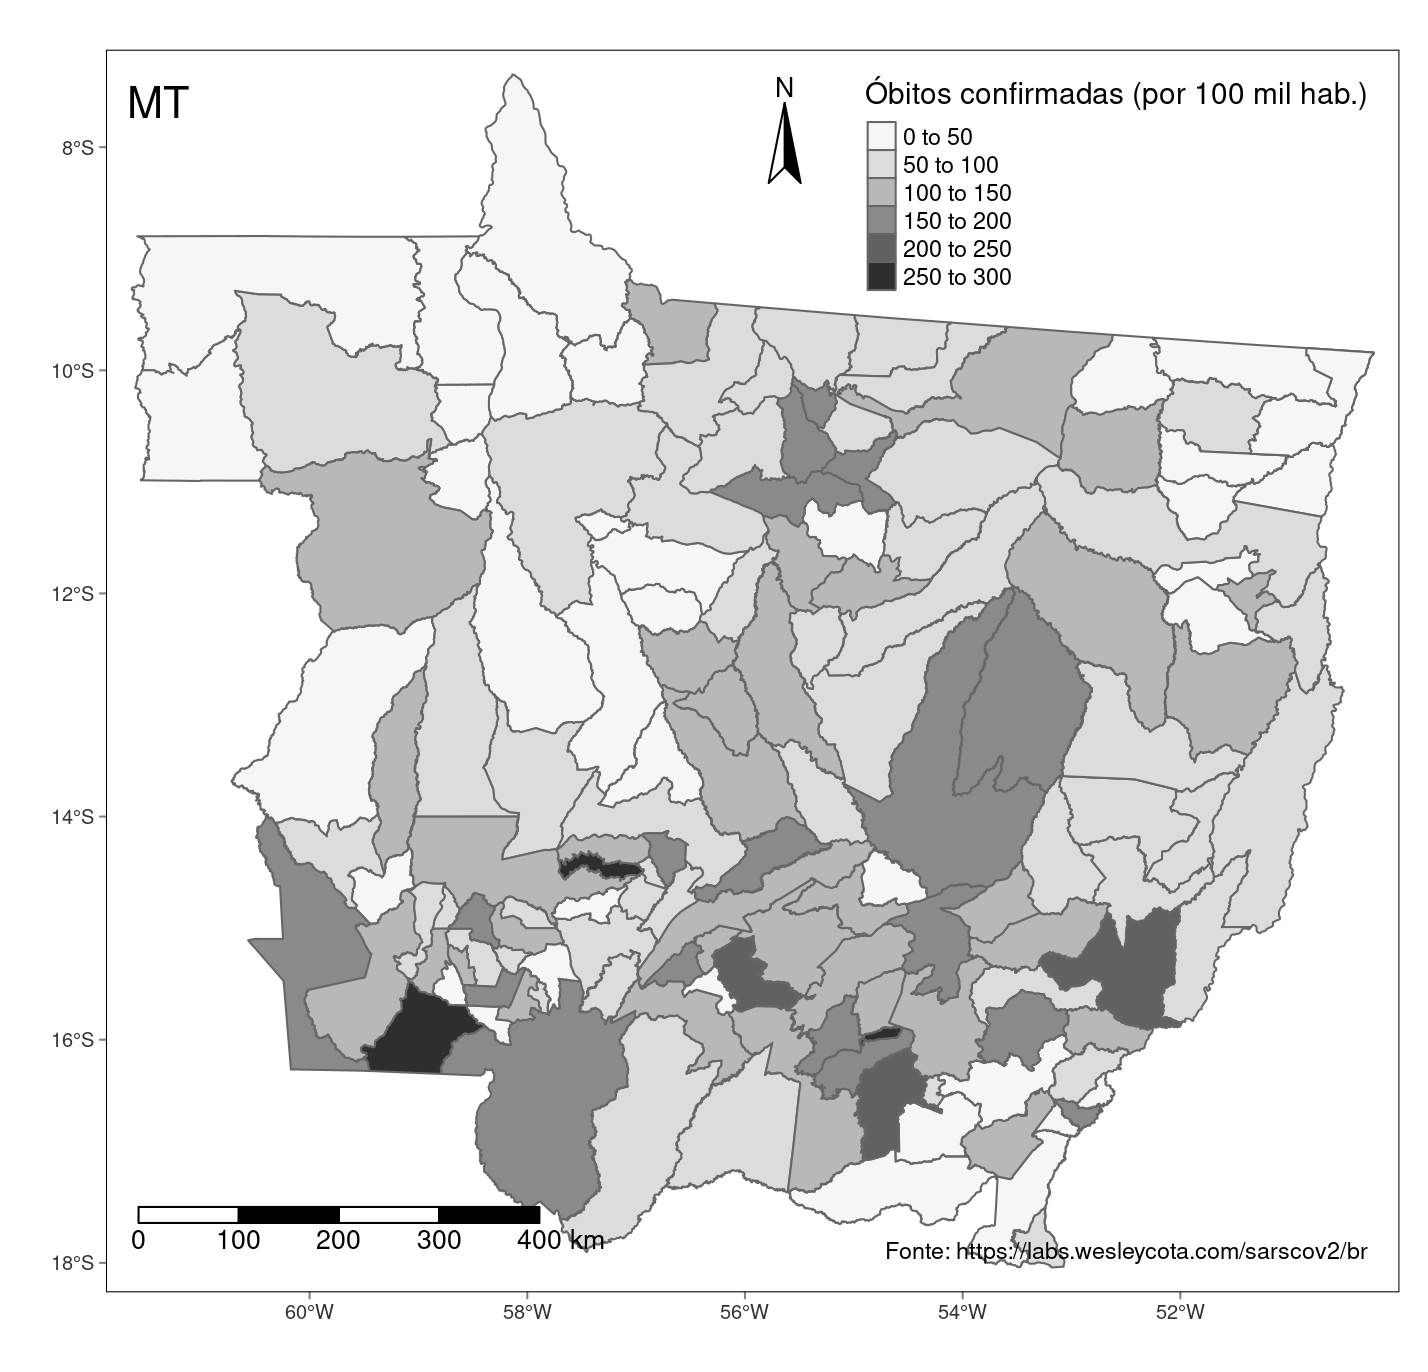 MT
N
Óbitos confirmadas (por 100 mil hab.)
0 to 50
50 to 100
100 to 150
150 to 200
200 to 250
250 to 300
8°S
10°S
12°S
14°S
16°S
18°S
0 100 200 300 400 km
Fonte: https://labs.wesleycota.com/sarscov2/br
60°W 58°W 56°W 54°W 52°W